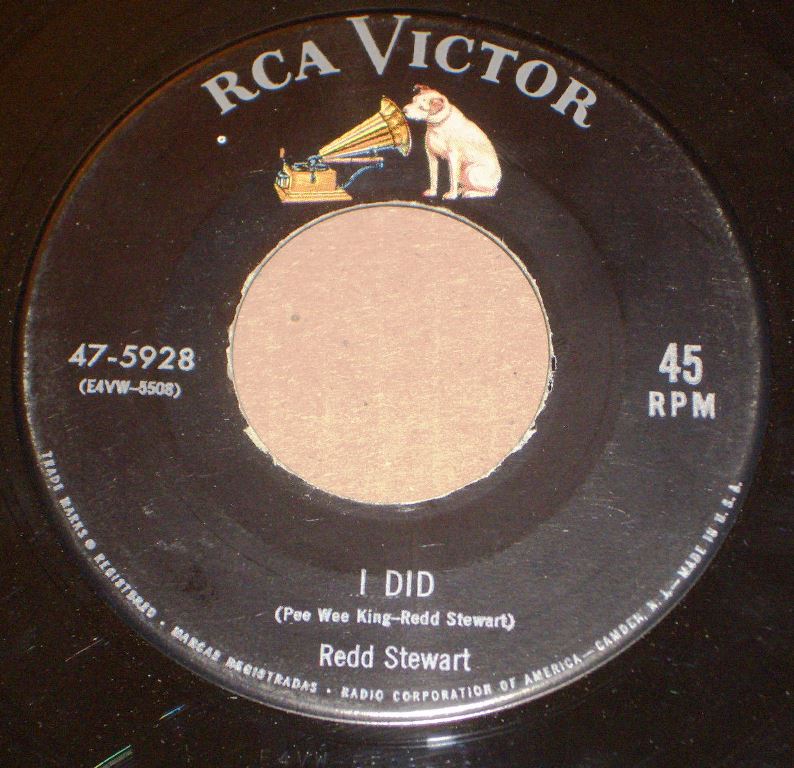 RCA VICTOR
47-5928
(E4VW-5508)
45
RPM
I DID
(Pee Wee King-Redd Stewart)
Redd Stewart
TRADE MARKS ® REGISTERED • MARCAS REGISTRADAS • RADIO CORPORATION OF AMERICA—CAMDEN, N. J.—MADE IN U. S. A.
E4VW